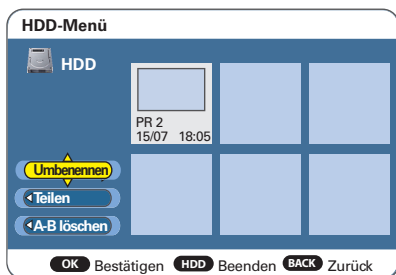 HDD-Menü
HDD
PR 2
15/07 18:05
Umbenennen
Teilen
A-B löschen
OK Bestätigen HDD Beenden BACK Zurück